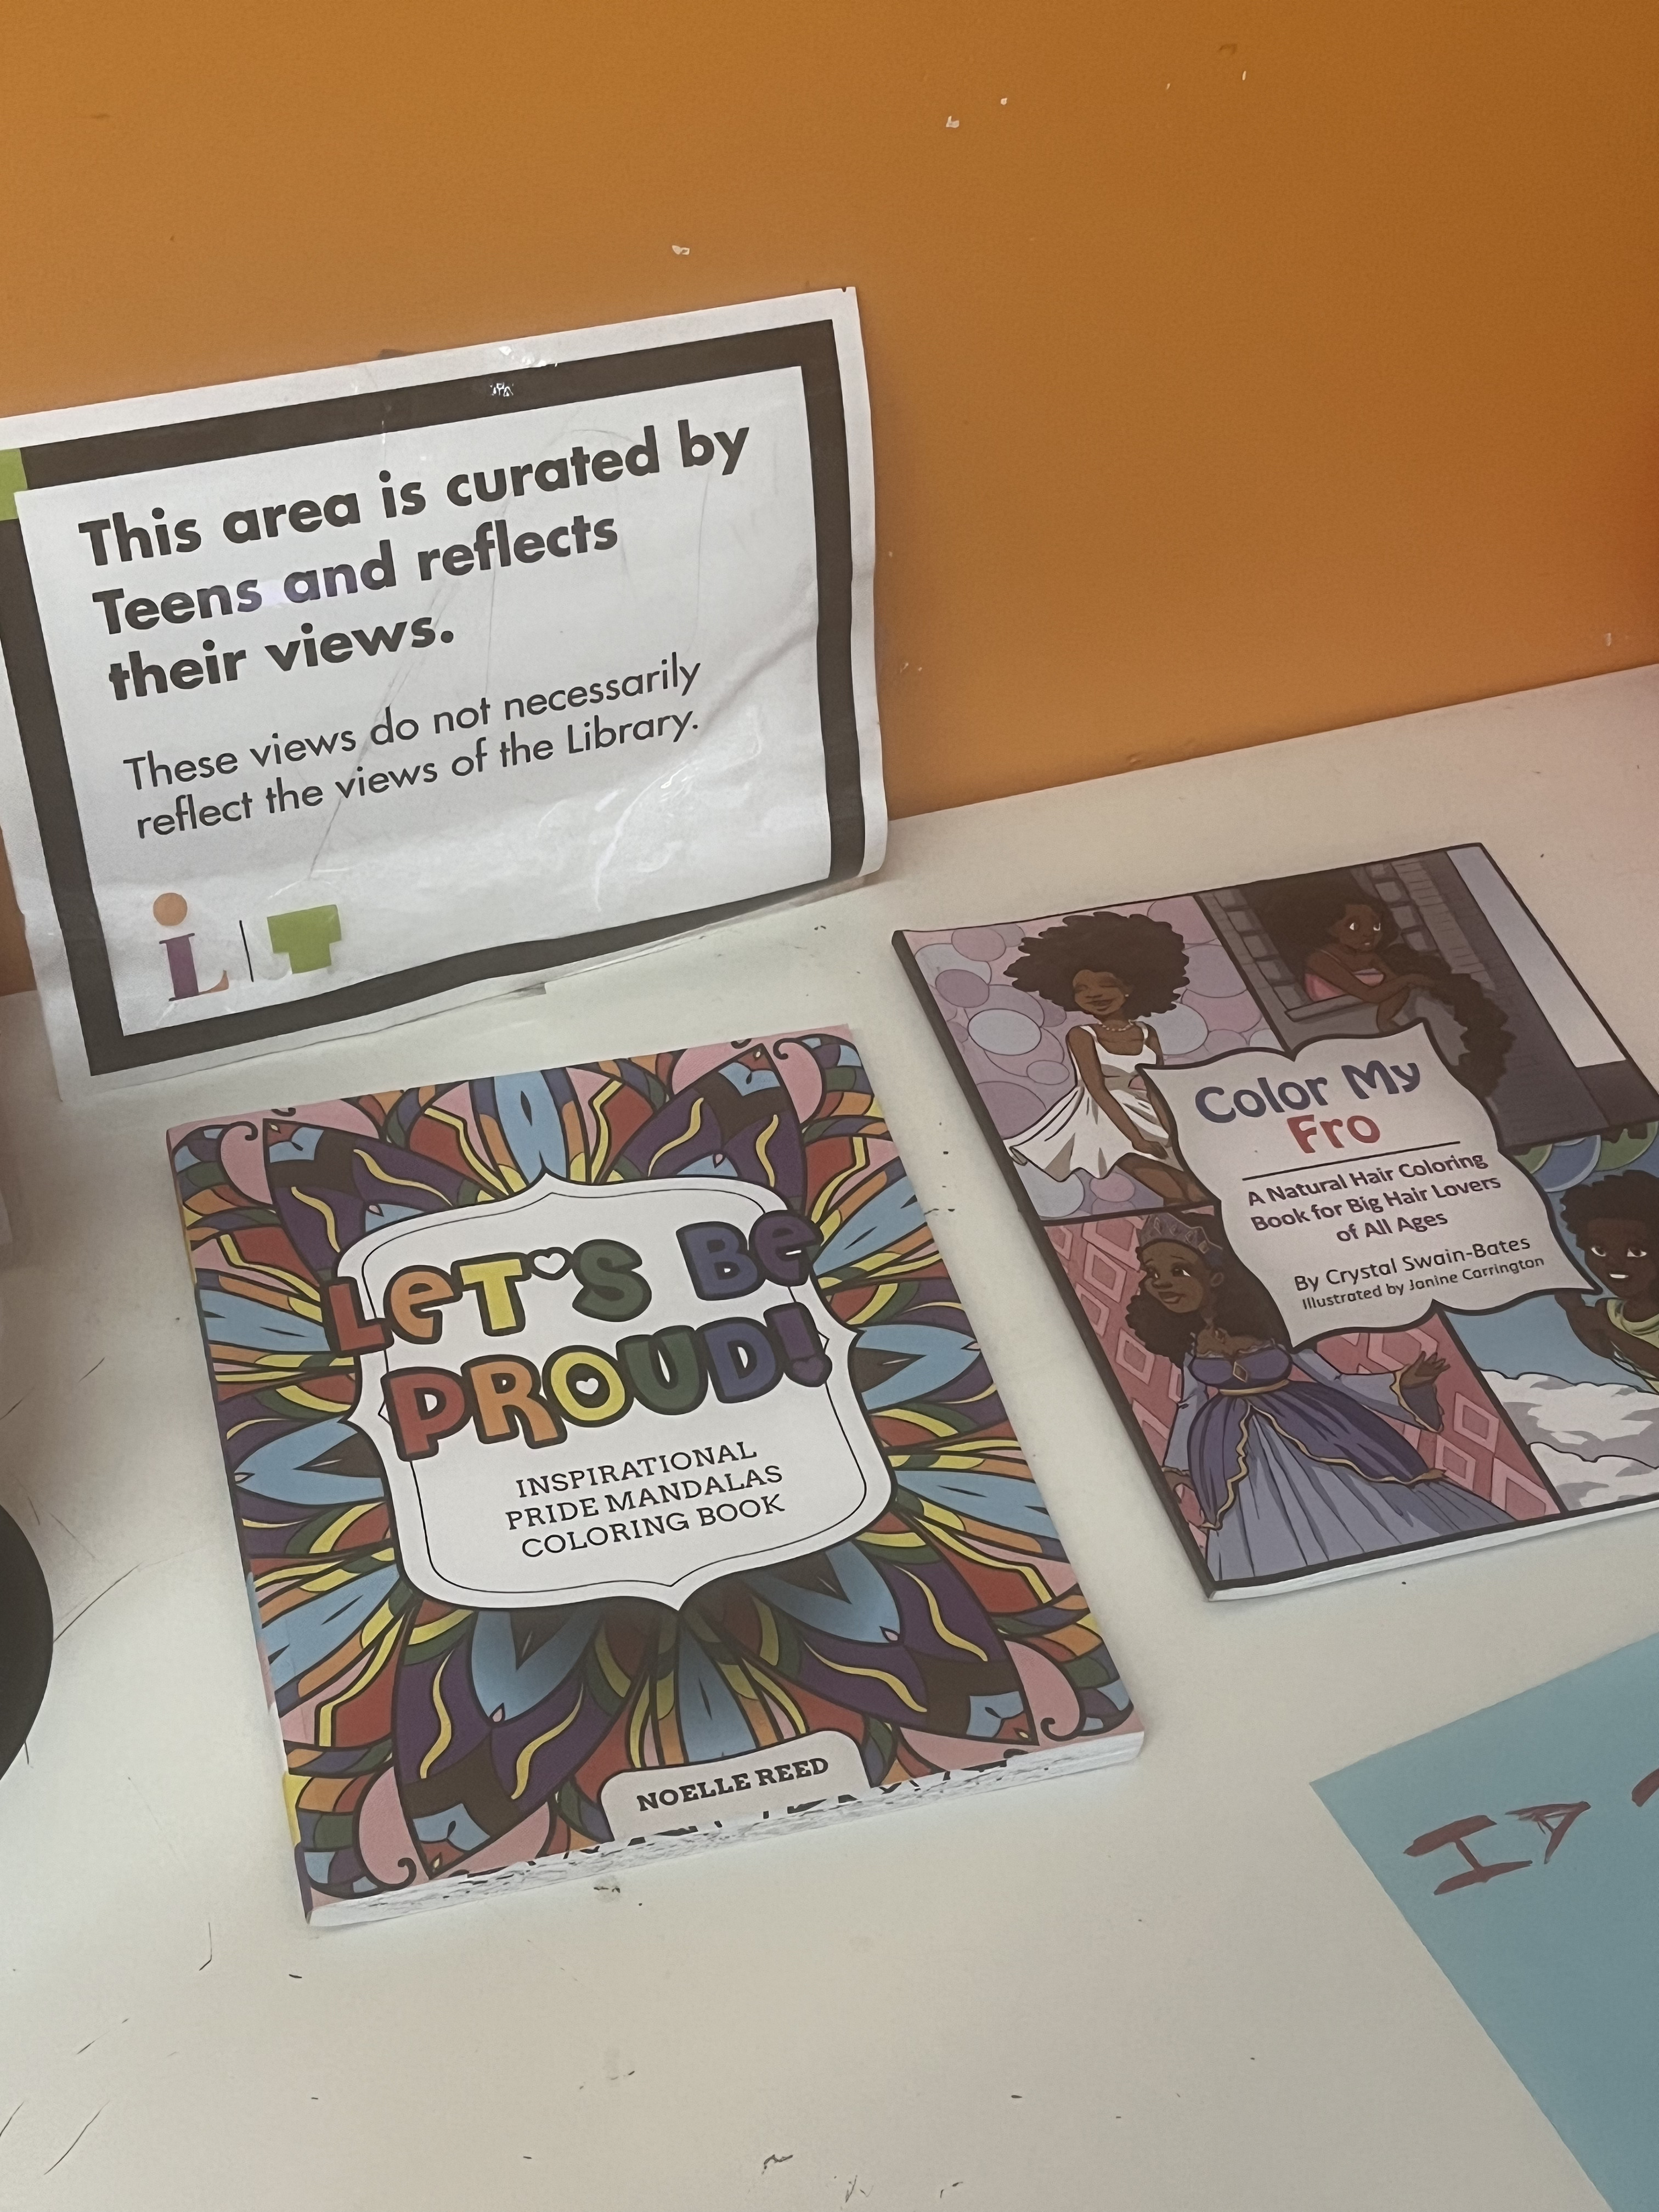 This area is curated by
Teens and reflects
their views.
These views do not necessarily
reflect the views of the Library.
iL
T
Color My
Fro
A Natural Hair Coloring
Book for Big Hair Lovers
of All Ages
By Crystal Swain-Bates
Illustrated by Janine Carrington
LET'S BE
PROUD!
INSPIRATIONAL
PRIDE MANDALAS
COLORING BOOK
NOELLE REED